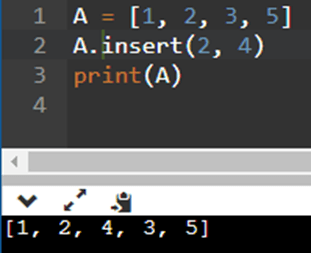 1 A = [1, 2, 3, 5]
2 A.insert(2, 4)
3 print(A)
4
[1, 2, 4, 3, 5]